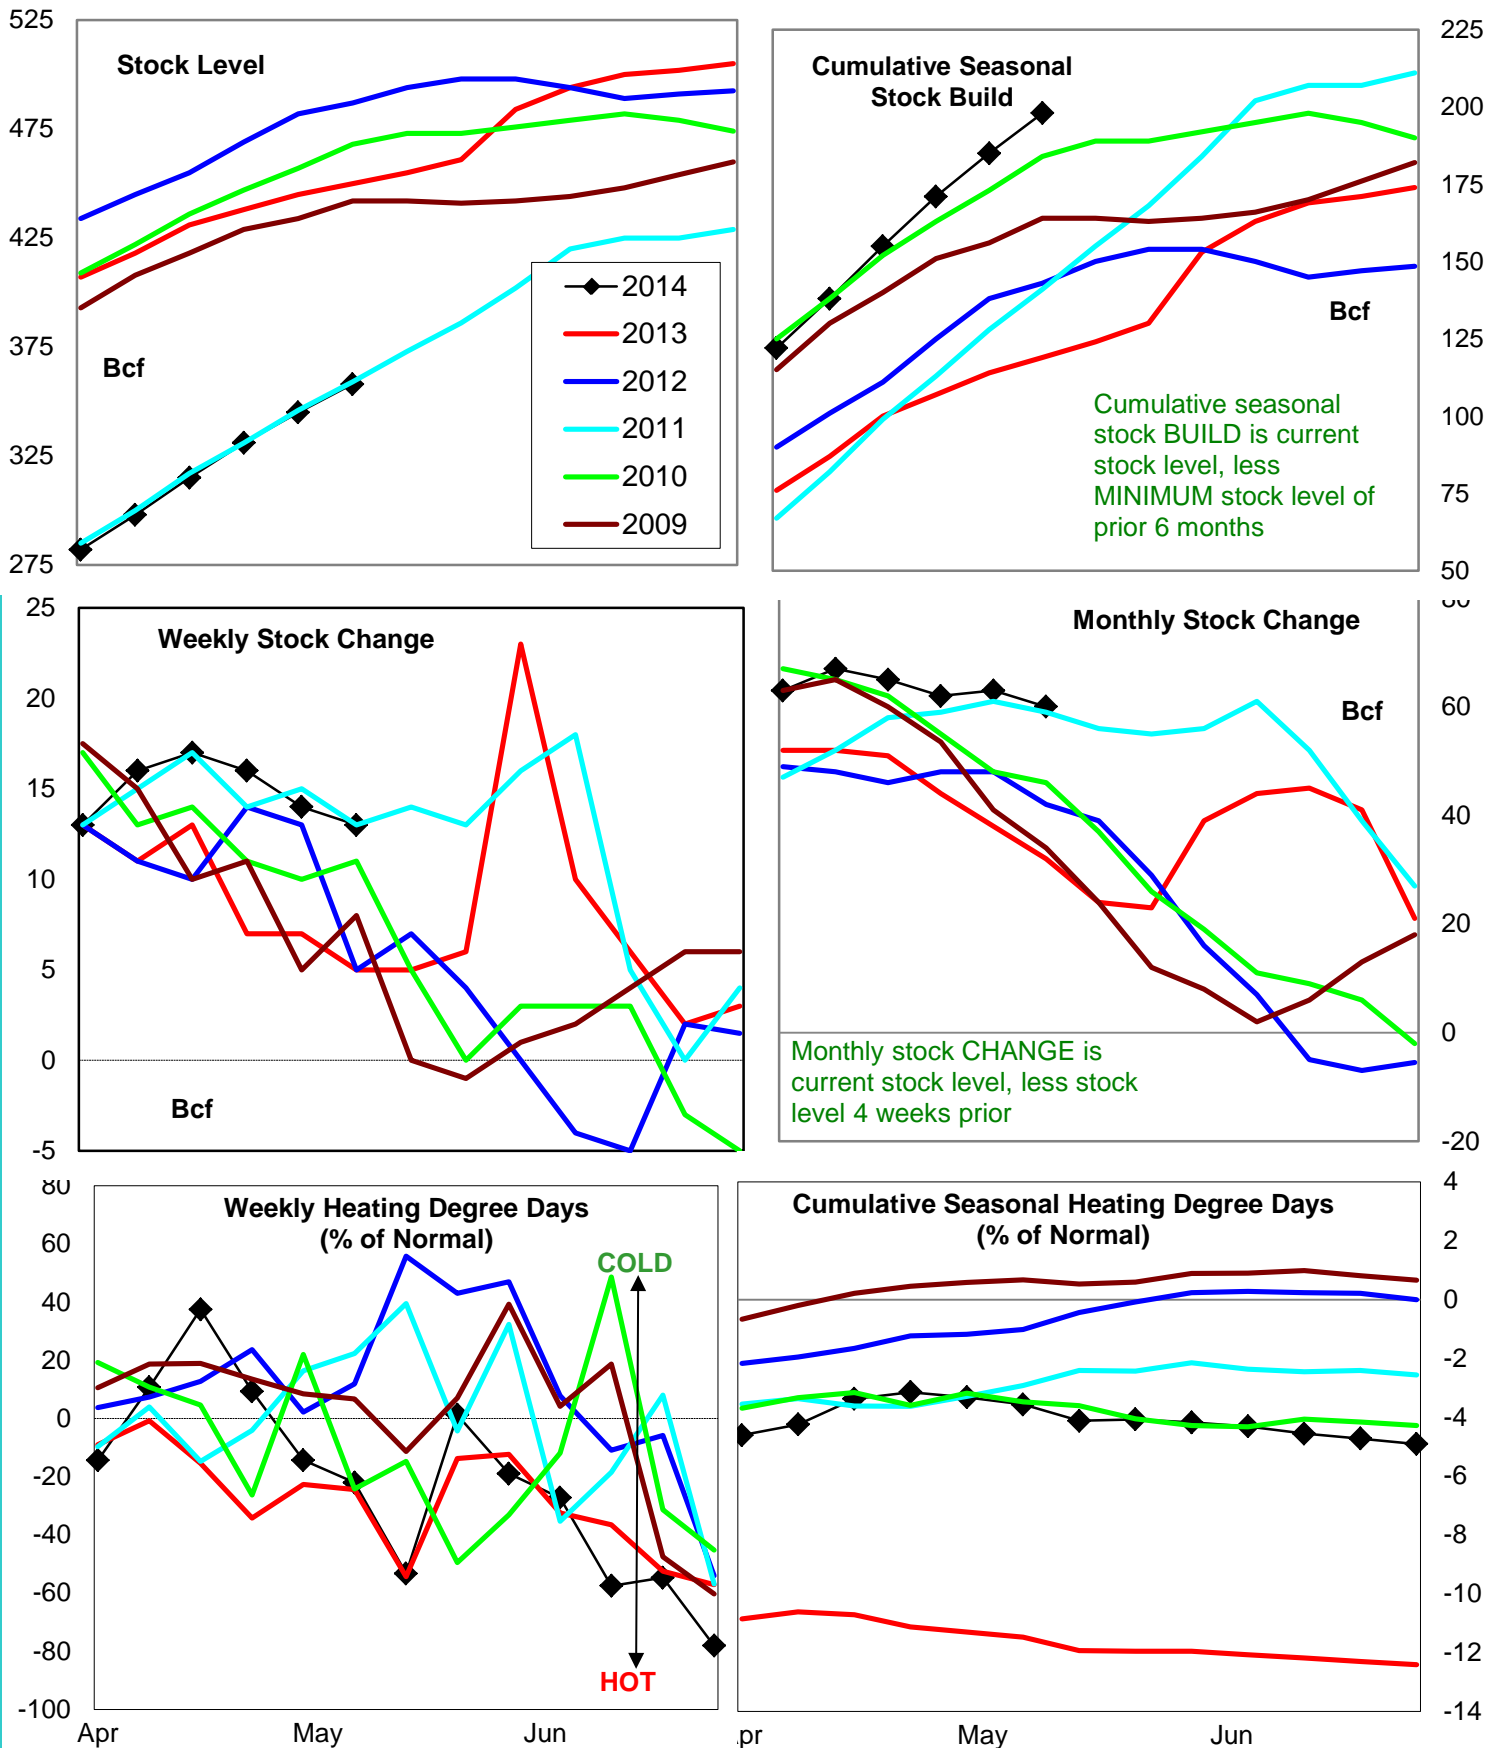 525
475
425
375
325
275
Stock Level
Bcf
2014
2013
2012
2011
2010
2009
225
200
175
150
125
100
75
50
Cumulative Seasonal
Stock Build
Bcf
Cumulative seasonal
stock BUILD is current
stock level, less
MINIMUM stock level of
prior 6 months
25
20
15
10
5
0
-5
Weekly Stock Change
Bcf
80
60
40
20
0
-20
Monthly Stock Change
Bcf
Monthly stock CHANGE is
current stock level, less stock
level 4 weeks prior
80
60
40
20
0
-20
-40
-60
-80
-100
Weekly Heating Degree Days
(% of Normal)
COLD
HOT
Apr May Jun
4
2
0
-2
-4
-6
-8
-10
-12
-14
Cumulative Seasonal Heating Degree Days
(% of Normal)
pr May Jun